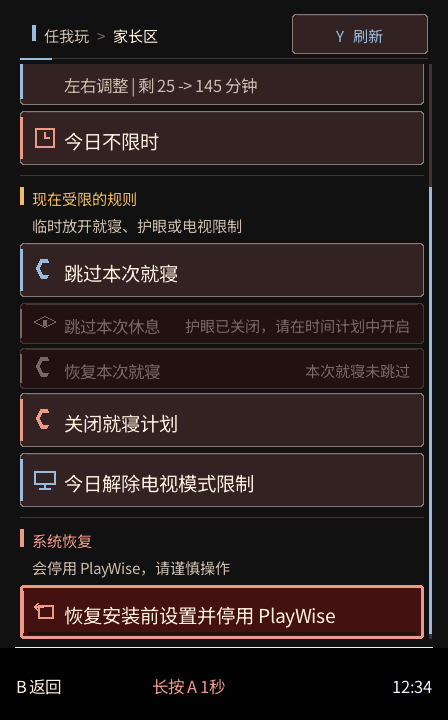 任我玩 > 家长区
Y 刷新
左右调整 | 剩 25 -> 145 分钟
今日不限时
现在受限的规则
临时放开就寝、护眼或电视限制
跳过本次就寝
跳过本次休息 护眼已关闭，请在时间计划中开启
恢复本次就寝 本次就寝未跳过
关闭就寝计划
今日解除电视模式限制
系统恢复
会停用 PlayWise，请谨慎操作
恢复安装前设置并停用 PlayWise
B 返回 长按 A 1秒 12:34